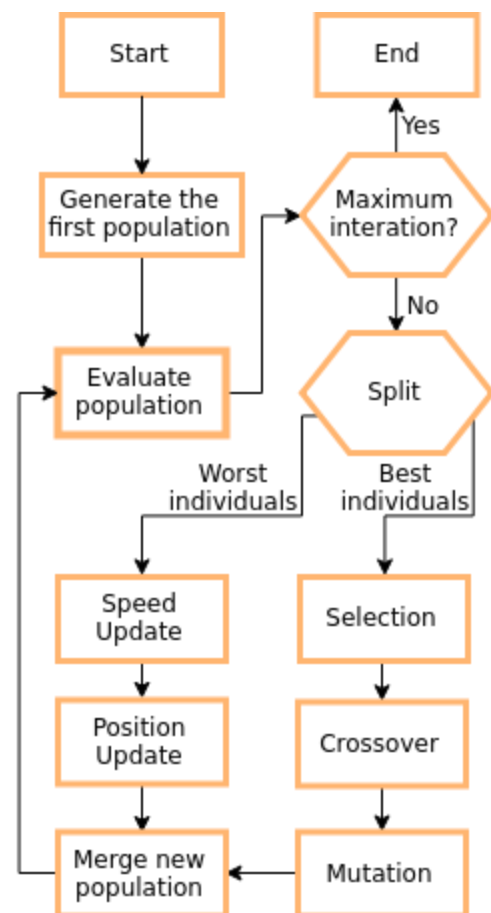 Start
End
Yes
Generate the
first population
Maximum
interation?
No
Evaluate
population
Split
Worst
individuals
Best
individuals
Speed
Update
Selection
Position
Update
Crossover
Merge new
population
Mutation